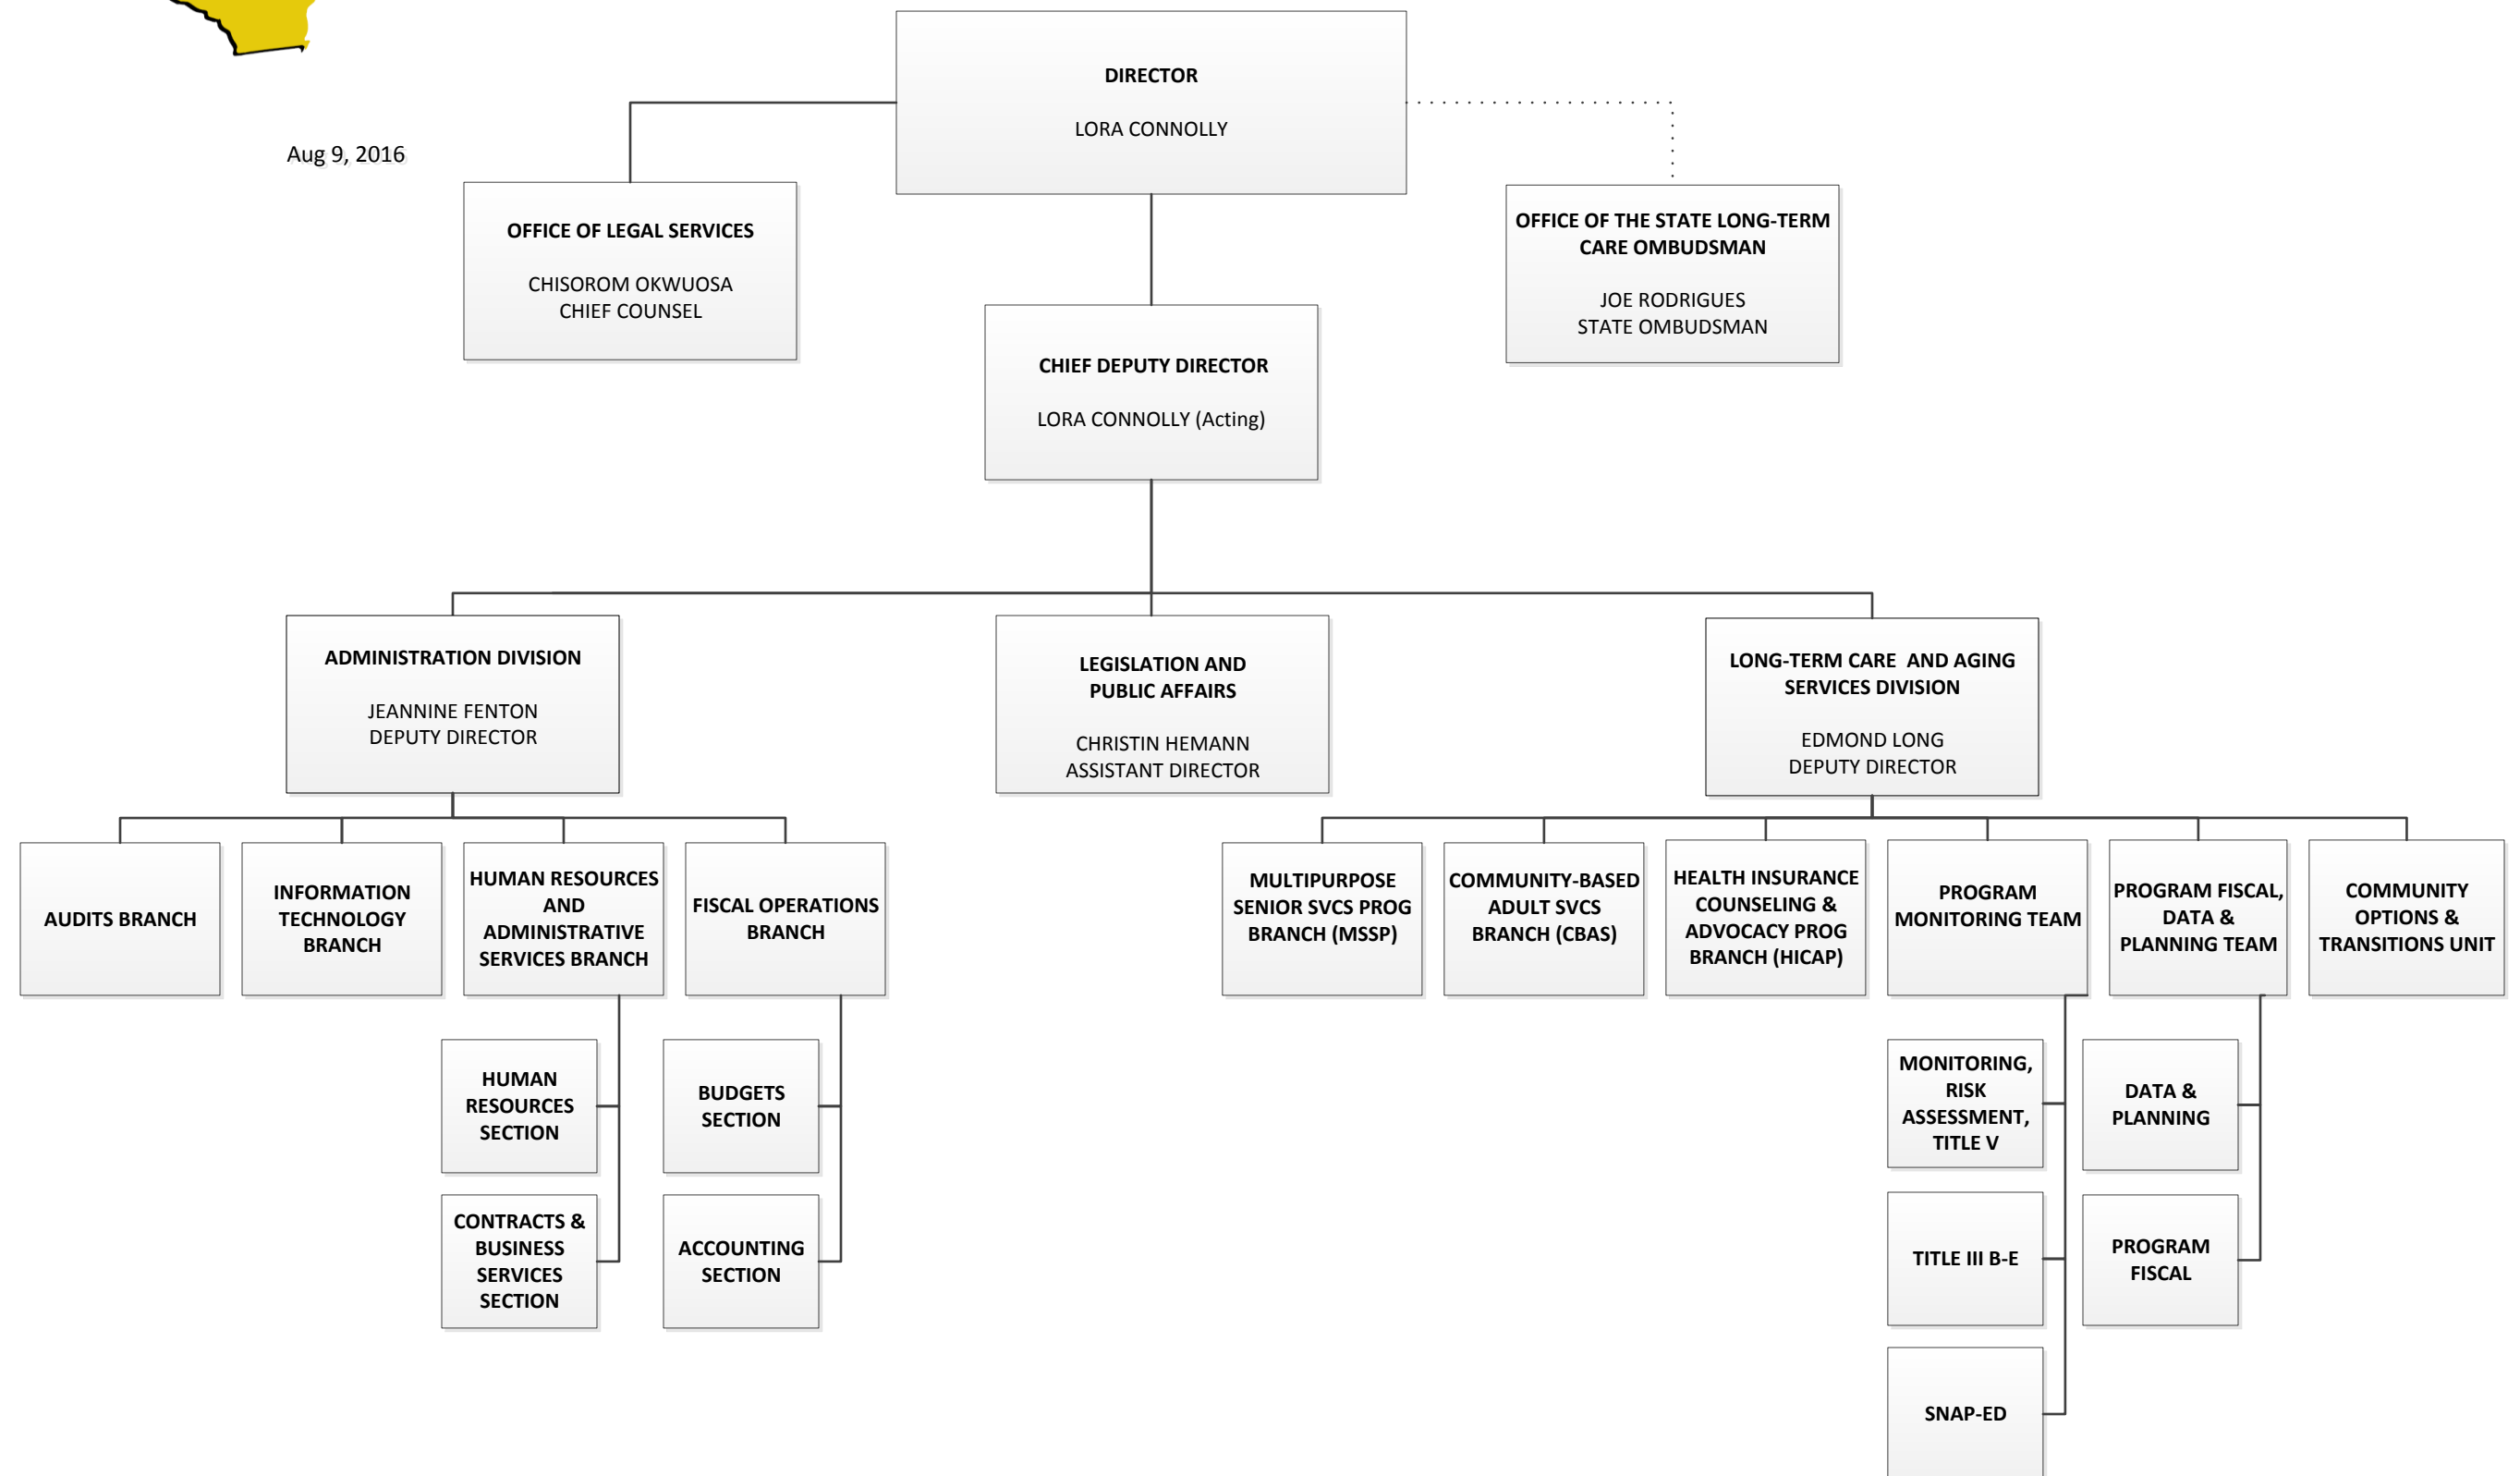 DIRECTOR
LORA CONNOLLY
Aug 9, 2016
OFFICE OF LEGAL SERVICES
CHISOROM OKWUOSA
CHIEF COUNSEL
OFFICE OF THE STATE LONG-TERM
CARE OMBUDSMAN
JOE RODRIGUES
STATE OMBUDSMAN
CHIEF DEPUTY DIRECTOR
LORA CONNOLLY (Acting)
ADMINISTRATION DIVISION
JEANNINE FENTON
DEPUTY DIRECTOR
LEGISLATION AND
PUBLIC AFFAIRS
CHRISTIN HEMANN
ASSISTANT DIRECTOR
LONG-TERM CARE  AND AGING
SERVICES DIVISION
EDMOND LONG
DEPUTY DIRECTOR
AUDITS BRANCH
INFORMATION
TECHNOLOGY
BRANCH
HUMAN RESOURCES
AND
ADMINISTRATIVE
SERVICES BRANCH
FISCAL OPERATIONS
BRANCH
MULTIPURPOSE
SENIOR SVCS PROG
BRANCH (MSSP)
COMMUNITY-BASED
ADULT SVCS
BRANCH (CBAS)
HEALTH INSURANCE
COUNSELING &
ADVOCACY PROG
BRANCH (HICAP)
PROGRAM
MONITORING TEAM
PROGRAM FISCAL,
DATA &
PLANNING TEAM
COMMUNITY
OPTIONS &
TRANSITIONS UNIT
HUMAN
RESOURCES
SECTION
BUDGETS
SECTION
MONITORING,
RISK
ASSESSMENT,
TITLE V
DATA &
PLANNING
CONTRACTS &
BUSINESS
SERVICES
SECTION
ACCOUNTING
SECTION
TITLE III B-E
PROGRAM
FISCAL
SNAP-ED